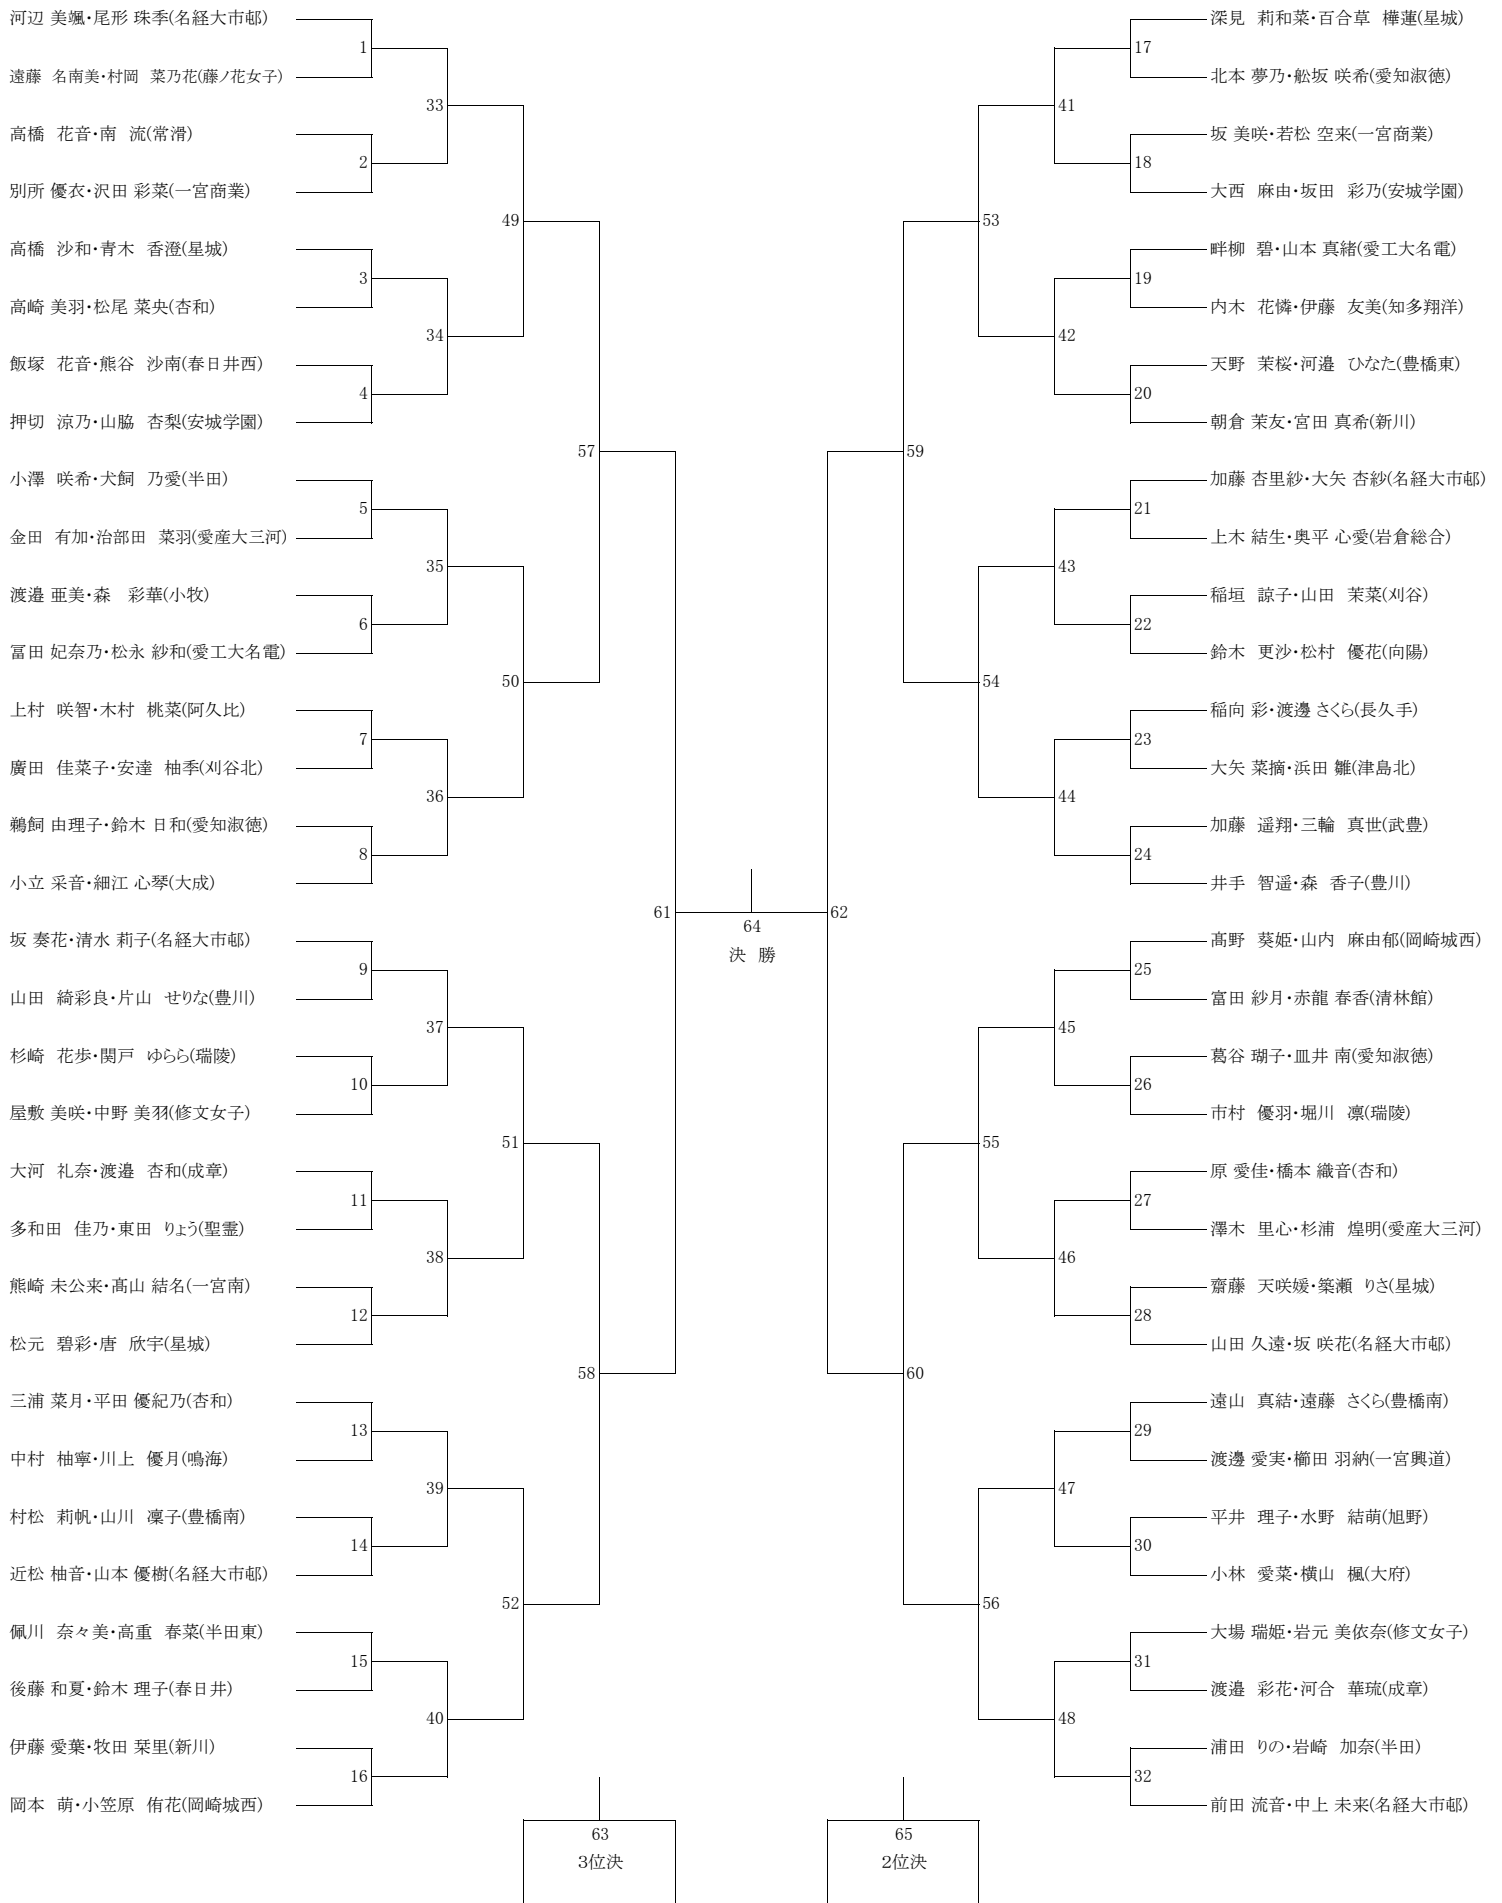 河辺 美颯・尾形 珠季(名経大市邨)
1
遠藤 名南美・村岡 菜乃花(藤ノ花女子)
33
高橋 花音・南 流(常滑)
2
別所 優衣・沢田 彩菜(一宮商業)
49
高橋 沙和・青木 香澄(星城)
3
高崎 美羽・松尾 菜央(杏和)
34
飯塚 花音・熊谷 沙南(春日井西)
4
押切 涼乃・山脇 杏梨(安城学園)
57
小澤 咲希・犬飼 乃愛(半田)
5
金田 有加・治部田 菜羽(愛産大三河)
35
渡邉 亜美・森 彩華(小牧)
6
冨田 妃奈乃・松永 紗和(愛工大名電)
50
上村 咲智・木村 桃菜(阿久比)
7
廣田 佳菜子・安達 柚季(刈谷北)
36
鵜飼 由理子・鈴木 日和(愛知淑徳)
8
小立 采音・細江 心琴(大成)
61
坂 奏花・清水 莉子(名経大市邨)
9
山田 綺彩良・片山 せりな(豊川)
37
杉崎 花歩・関戸 ゆらら(瑞陵)
10
屋敷 美咲・中野 美羽(修文女子)
51
大河 礼奈・渡邉 杏和(成章)
11
多和田 佳乃・東田 りょう(聖霊)
38
熊崎 未公来・髙山 結名(一宮南)
12
松元 碧彩・唐 欣宇(星城)
58
三浦 菜月・平田 優紀乃(杏和)
13
中村 柚寧・川上 優月(鳴海)
39
村松 莉帆・山川 凜子(豊橋南)
14
近松 柚音・山本 優樹(名経大市邨)
52
佩川 奈々美・高重 春菜(半田東)
15
後藤 和夏・鈴木 理子(春日井)
40
伊藤 愛葉・牧田 栞里(新川)
16
岡本 萌・小笠原 侑花(岡崎城西)
64
決 勝
63
3位決
深見 莉和菜・百合草 樺蓮(星城)
17
北本 夢乃・舩坂 咲希(愛知淑徳)
41
坂 美咲・若松 空来(一宮商業)
18
大西 麻由・坂田 彩乃(安城学園)
53
畔柳 碧・山本 真緒(愛工大名電)
19
内木 花憐・伊藤 友美(知多翔洋)
42
天野 茉桜・河邉 ひなた(豊橋東)
20
朝倉 茉友・宮田 真希(新川)
59
加藤 杏里紗・大矢 杏紗(名経大市邨)
21
上木 結生・奥平 心愛(岩倉総合)
43
稲垣 諒子・山田 茉菜(刈谷)
22
鈴木 更沙・松村 優花(向陽)
54
稲向 彩・渡邊 さくら(長久手)
23
大矢 菜摘・浜田 雛(津島北)
44
加藤 遥翔・三輪 真世(武豊)
24
井手 智遥・森 香子(豊川)
62
髙野 葵姫・山内 麻由郁(岡崎城西)
25
富田 紗月・赤龍 春香(清林館)
45
葛谷 瑚子・皿井 南(愛知淑徳)
26
市村 優羽・堀川 凛(瑞陵)
55
原 愛佳・橋本 織音(杏和)
27
澤木 里心・杉浦 煌明(愛産大三河)
46
齋藤 天咲媛・築瀬 りさ(星城)
28
山田 久遠・坂 咲花(名経大市邨)
60
遠山 真結・遠藤 さくら(豊橋南)
29
渡邊 愛実・櫛田 羽納(一宮興道)
47
平井 理子・水野 結萌(旭野)
30
小林 愛菜・横山 楓(大府)
56
大場 瑞姫・岩元 美依奈(修文女子)
31
渡邉 彩花・河合 華琉(成章)
48
浦田 りの・岩崎 加奈(半田)
32
前田 流音・中上 未来(名経大市邨)
65
2位決